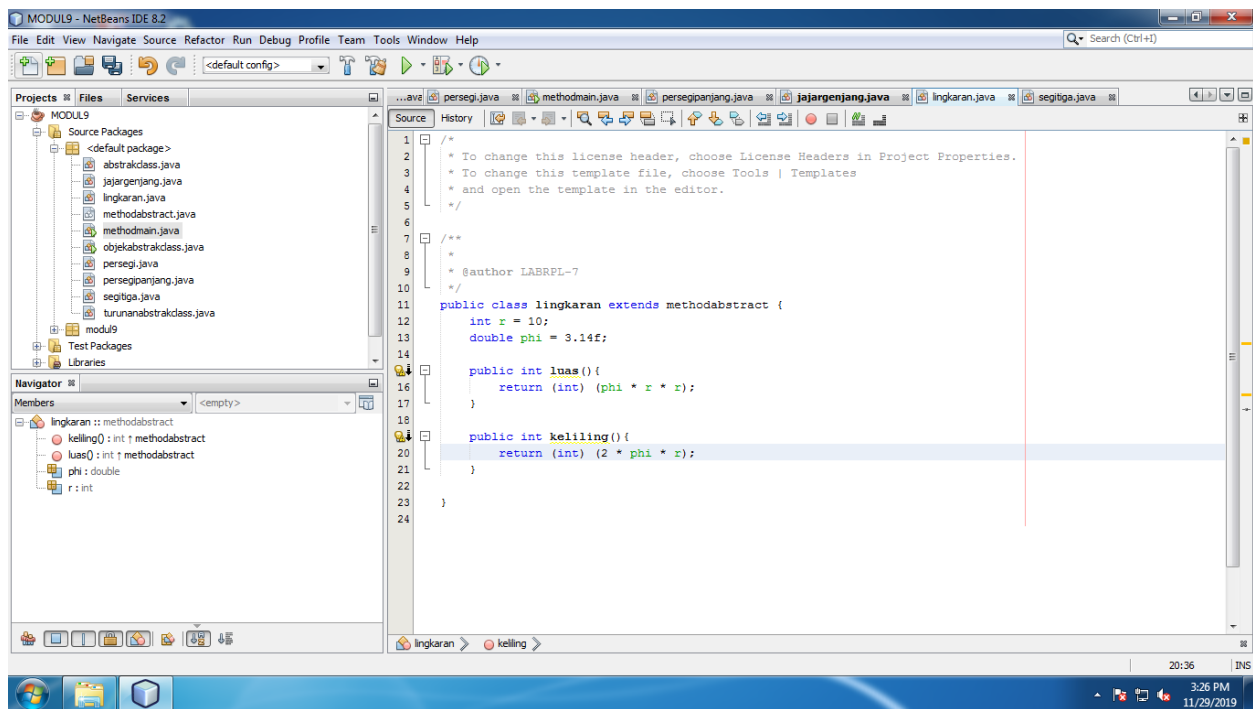 MODUL9 - NetBeans IDE 8.2
File Edit View Navigate Source Refactor Run Debug Profile Team Tools Window Help
Search (Ctrl+I)
<default config>
Projects Files Services
MODUL9
Source Packages
<default package>
abstrakclass.java
jajargenjang.java
lingkaran.java
methodabstract.java
methodmain.java
objekabstrakclass.java
persegi.java
persegipanjang.java
segitiga.java
turunanabstrakclass.java
modul9
Test Packages
Libraries
Navigator
Members <empty>
lingkaran :: methodabstract
keliling() : int ↑ methodabstract
luas() : int ↑ methodabstract
phi : double
r : int
...ava persegi.java methodmain.java persegipanjang.java jajargenjang.java lingkaran.java segitiga.java
Source History
1 /*
2 * To change this license header, choose License Headers in Project Properties.
3 * To change this template file, choose Tools | Templates
4 * and open the template in the editor.
5 */
6
7 /**
8 *
9 * @author LABRPL-7
10 */
11 public class lingkaran extends methodabstract {
12 int r = 10;
13 double phi = 3.14f;
14
public int luas(){
16 return (int) (phi * r * r);
17 }
18
public int keliling(){
20 return (int) (2 * phi * r);
21 }
22
23 }
24
lingkaran keliling
20:36 INS
3:26 PM
11/29/2019